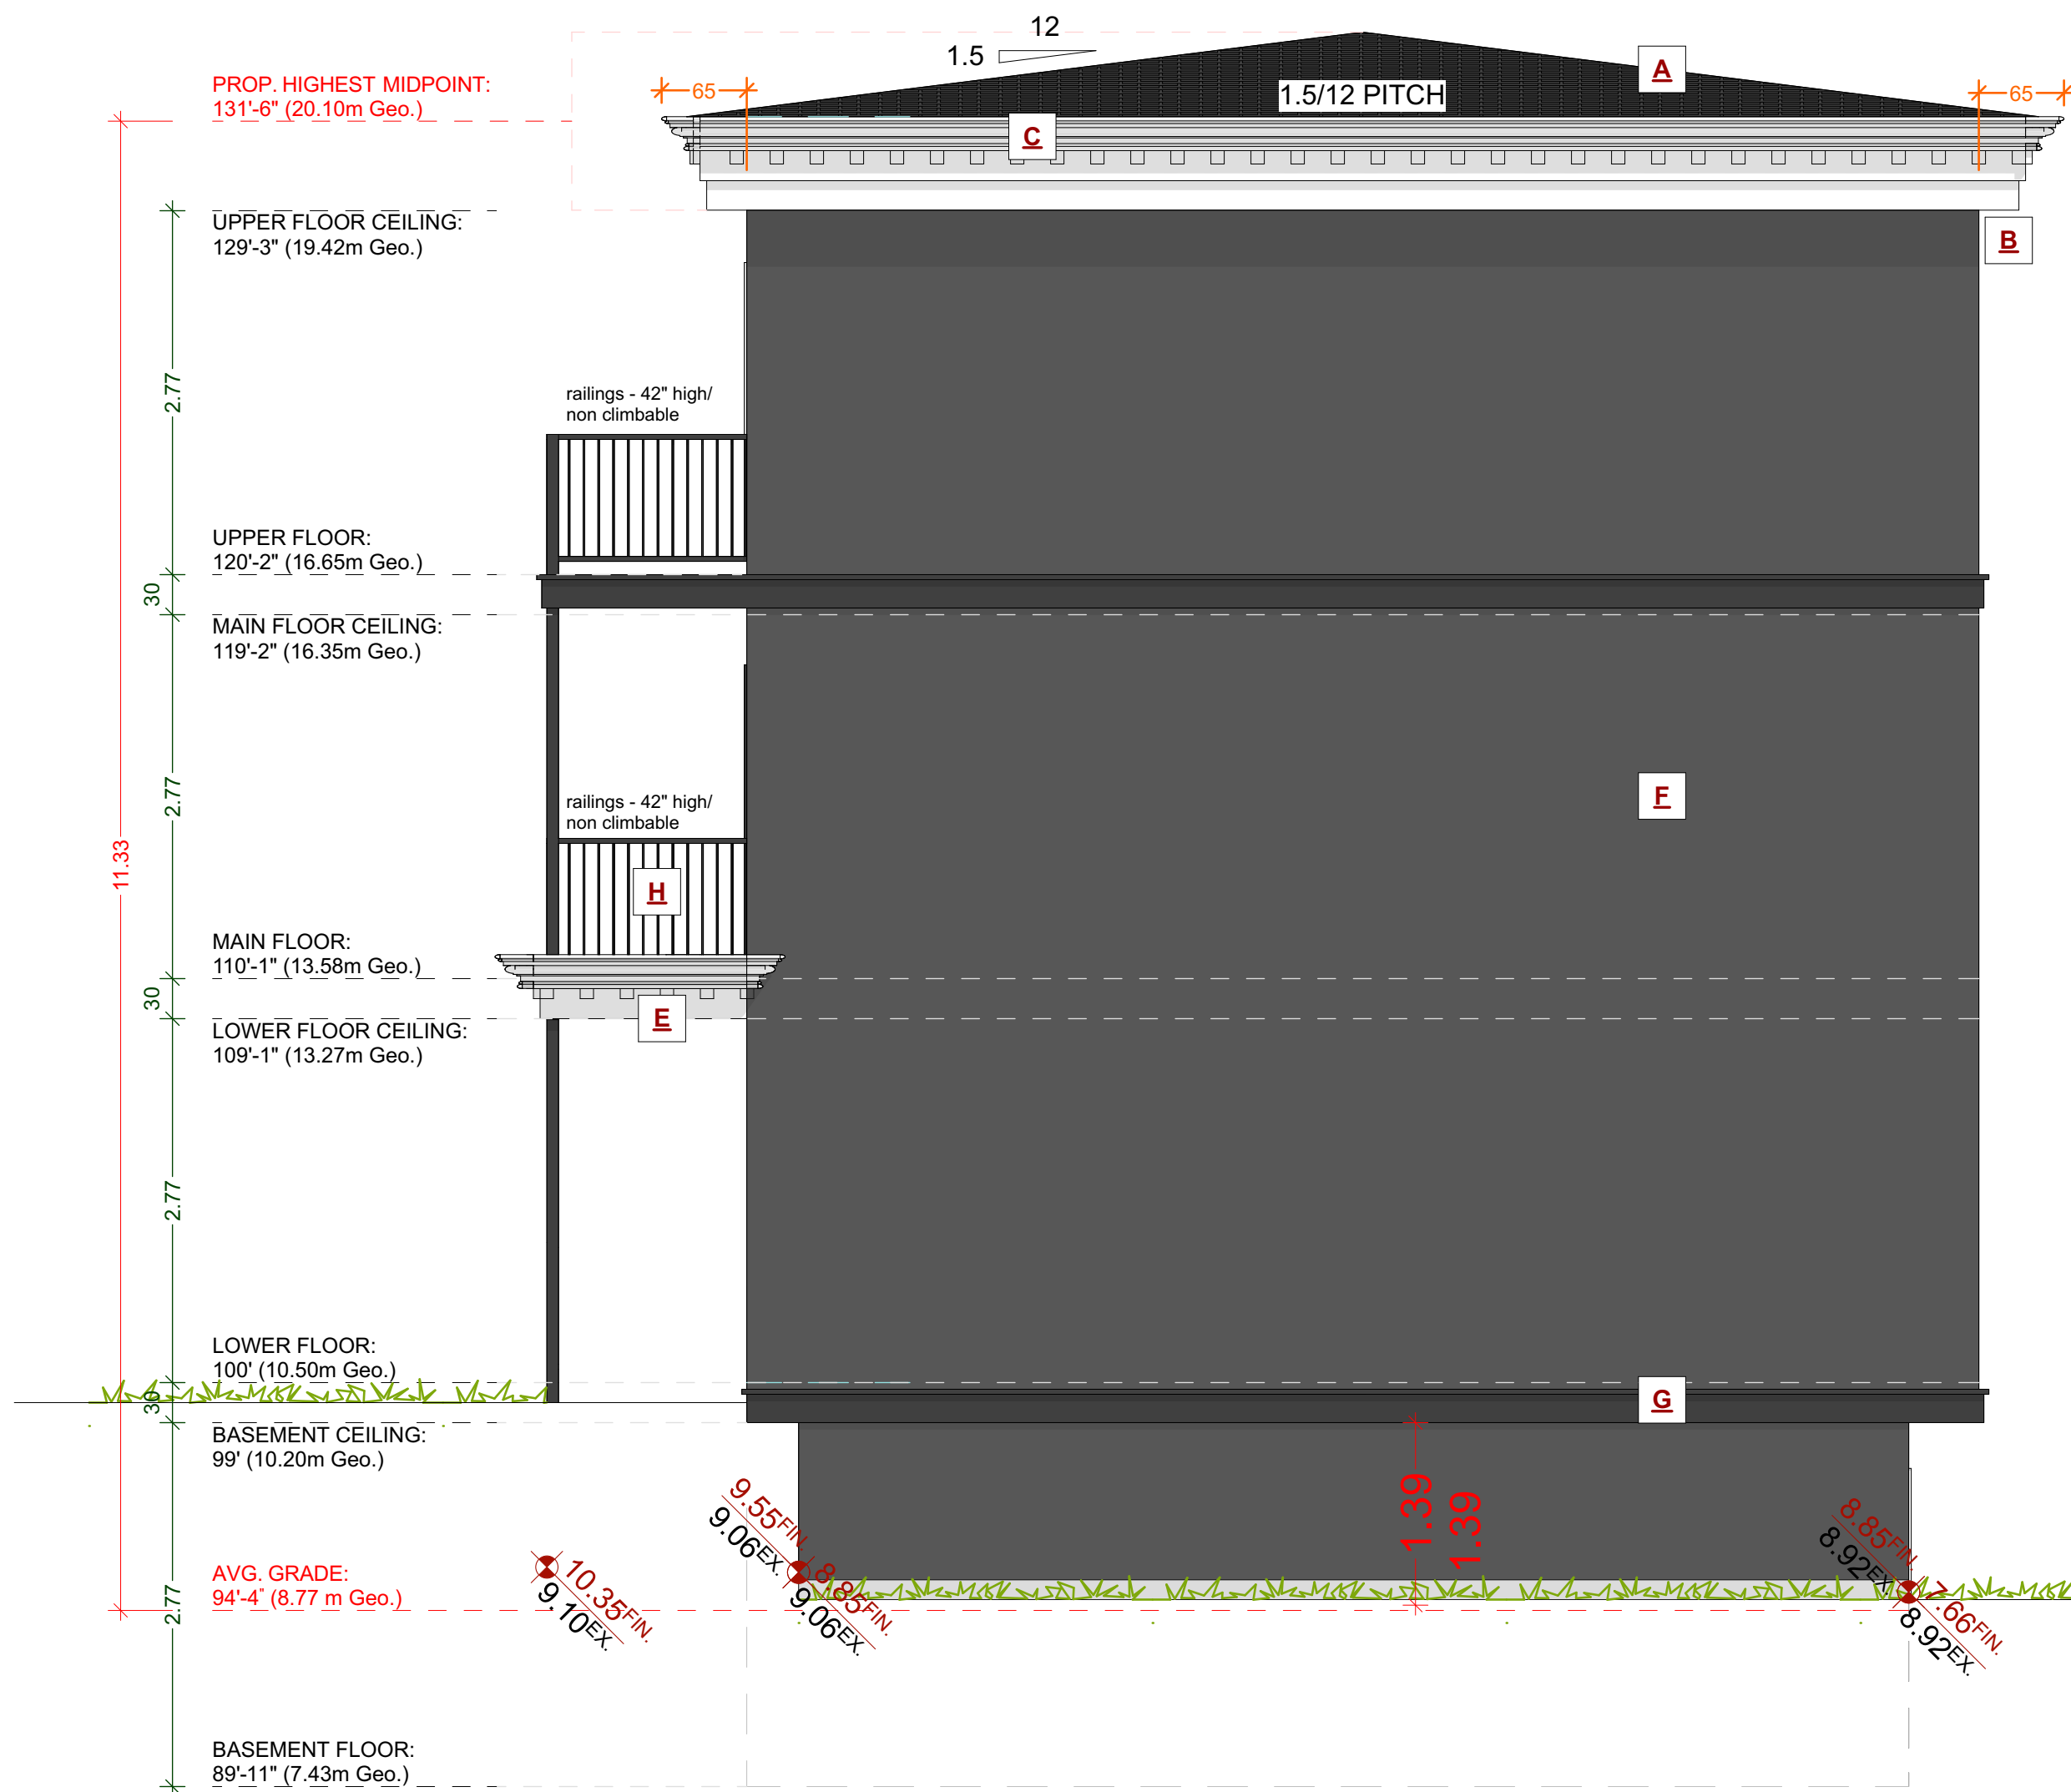 12
1.5
A
PROP. HIGHEST MIDPOINT:
131'-6" (20.10m Geo.)
65
1.5/12 PITCH
65
C
UPPER FLOOR CEILING:
129'-3" (19.42m Geo.)
B
2.77
railings - 42" high/
non climbable
UPPER FLOOR:
120'-2" (16.65m Geo.)
30
MAIN FLOOR CEILING:
119'-2" (16.35m Geo.)
2.77
railings - 42" high/
non climbable
F
11.33
H
MAIN FLOOR:
110'-1" (13.58m Geo.)
30
E
LOWER FLOOR CEILING:
109'-1" (13.27m Geo.)
2.77
LOWER FLOOR:
100' (10.50m Geo.)
30
G
BASEMENT CEILING:
99' (10.20m Geo.)
1.39
1.39
9.55FIN.
9.06EX.
8.85FIN.
8.92EX.
AVG. GRADE:
94'-4" (8.77 m Geo.)
2.77
10.35FIN.
9.10EX.
8.85FIN.
9.06EX.
7.66FIN.
8.92EX.
BASEMENT FLOOR:
89'-11" (7.43m Geo.)